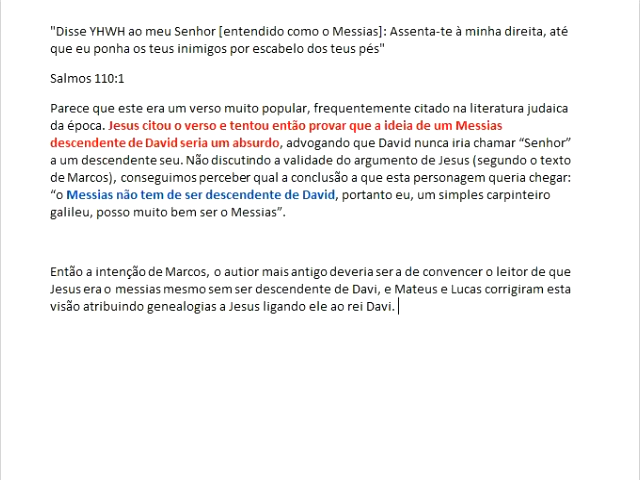 "Disse YHWH ao meu Senhor [entendido como o Messias]: Assenta-te à minha direita, até
que eu ponha os teus inimigos por escabelo dos teus pés"
Salmos 110:1
Parece que este era um verso muito popular, frequentemente citado na literatura judaica
da época. Jesus citou o verso e tentou então provar que a ideia de um Messias
descendente de David seria um absurdo, advogando que David nunca iria chamar “Senhor”
a um descendente seu. Não discutindo a validade do argumento de Jesus (segundo o texto
de Marcos), conseguimos perceber qual a conclusão a que esta personagem queria chegar:
“o Messias não tem de ser descendente de David, portanto eu, um simples carpinteiro
galileu, posso muito bem ser o Messias”.
Então a intenção de Marcos, o autior mais antigo deveria ser a de convencer o leitor de que
Jesus era o messias mesmo sem ser descendente de Davi, e Mateus e Lucas corrigiram esta
visão atribuindo genealogias a Jesus ligando ele ao rei Davi.